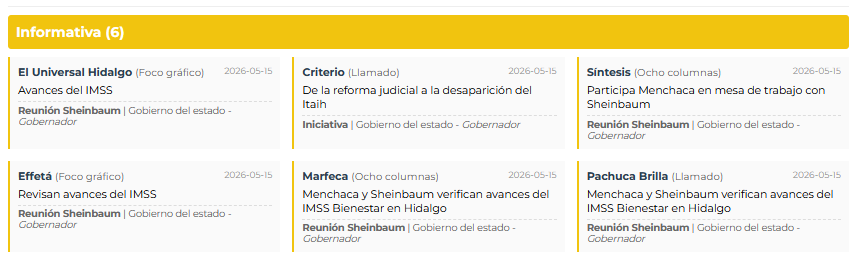 Informativa (6)
El Universal Hidalgo (Foco gráfico) 2026-05-15
Avances del IMSS
Reunión Sheinbaum | Gobierno del estado -
Gobernador
Criterio (Llamado) 2026-05-15
De la reforma judicial a la desaparición del
Itaih
Iniciativa | Gobierno del estado - Gobernador
Síntesis (Ocho columnas) 2026-05-15
Participa Menchaca en mesa de trabajo con
Sheinbaum
Reunión Sheinbaum | Gobierno del estado -
Gobernador
Effetá (Foco gráfico) 2026-05-15
Revisan avances del IMSS
Reunión Sheinbaum | Gobierno del estado -
Gobernador
Marfeca (Ocho columnas) 2026-05-15
Menchaca y Sheinbaum verifican avances del
IMSS Bienestar en Hidalgo
Reunión Sheinbaum | Gobierno del estado -
Gobernador
Pachuca Brilla (Llamado) 2026-05-15
Menchaca y Sheinbaum verifican avances del
IMSS Bienestar en Hidalgo
Reunión Sheinbaum | Gobierno del estado -
Gobernador